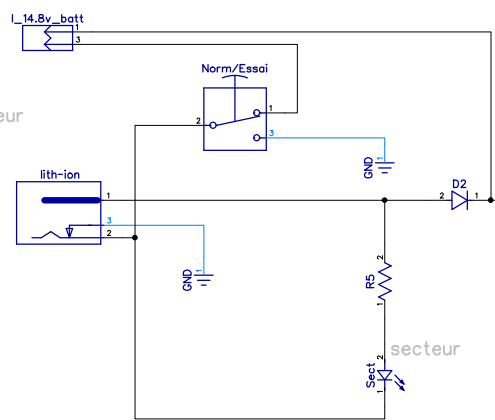 l_14.8v_batt
1
3
Norm/Essai
eur
2
1
3
GND
1
lith-ion
1
3
2
GND
1
D2
2
1
2
R5
1
secteur
2
Sect
1